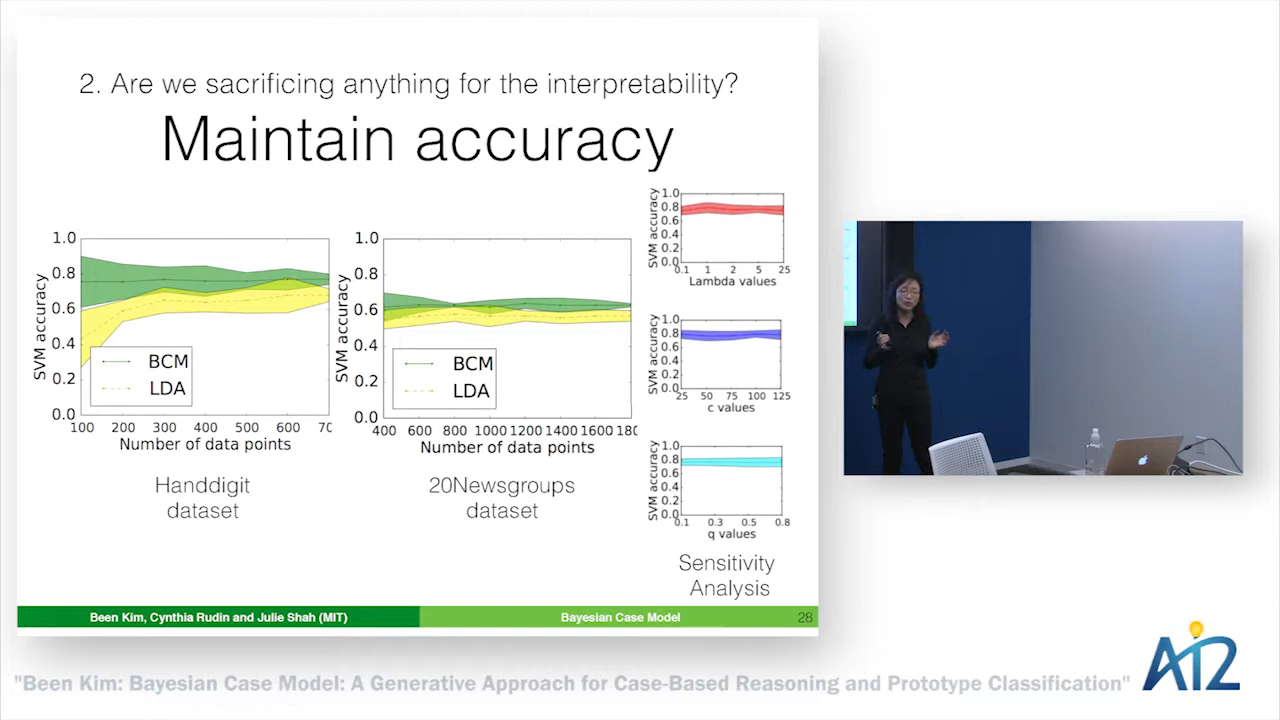 2. Are we sacrificing anything for the interpretability?
Maintain accuracy
SVM accuracy
1.0
0.8
0.6
0.4
0.2
0.0
BCM
LDA
100 200 300 400 500 600 70
Number of data points
Handdigit
dataset
SVM accuracy
1.0
0.8
0.6
0.4
0.2
0.0
BCM
LDA
400 600 800 1000 1200 1400 1600 180
Number of data points
20Newsgroups
dataset
SVM accuracy
1.0
0.8
0.6
0.4
0.2
0.0
0.1 1 2 5 25
Lambda values
SVM accuracy
1.0
0.8
0.6
0.4
0.2
0.0
25 50 75 100 125
c values
SVM accuracy
1.0
0.8
0.6
0.4
0.2
0.0
0.1 0.3 0.5 0.8
q values
Sensitivity
Analysis
Been Kim, Cynthia Rudin and Julie Shah (MIT)
Bayesian Case Model
28
"Been Kim: Bayesian Case Model: A Generative Approach for Case-Based Reasoning and Prototype Classification"
AI2